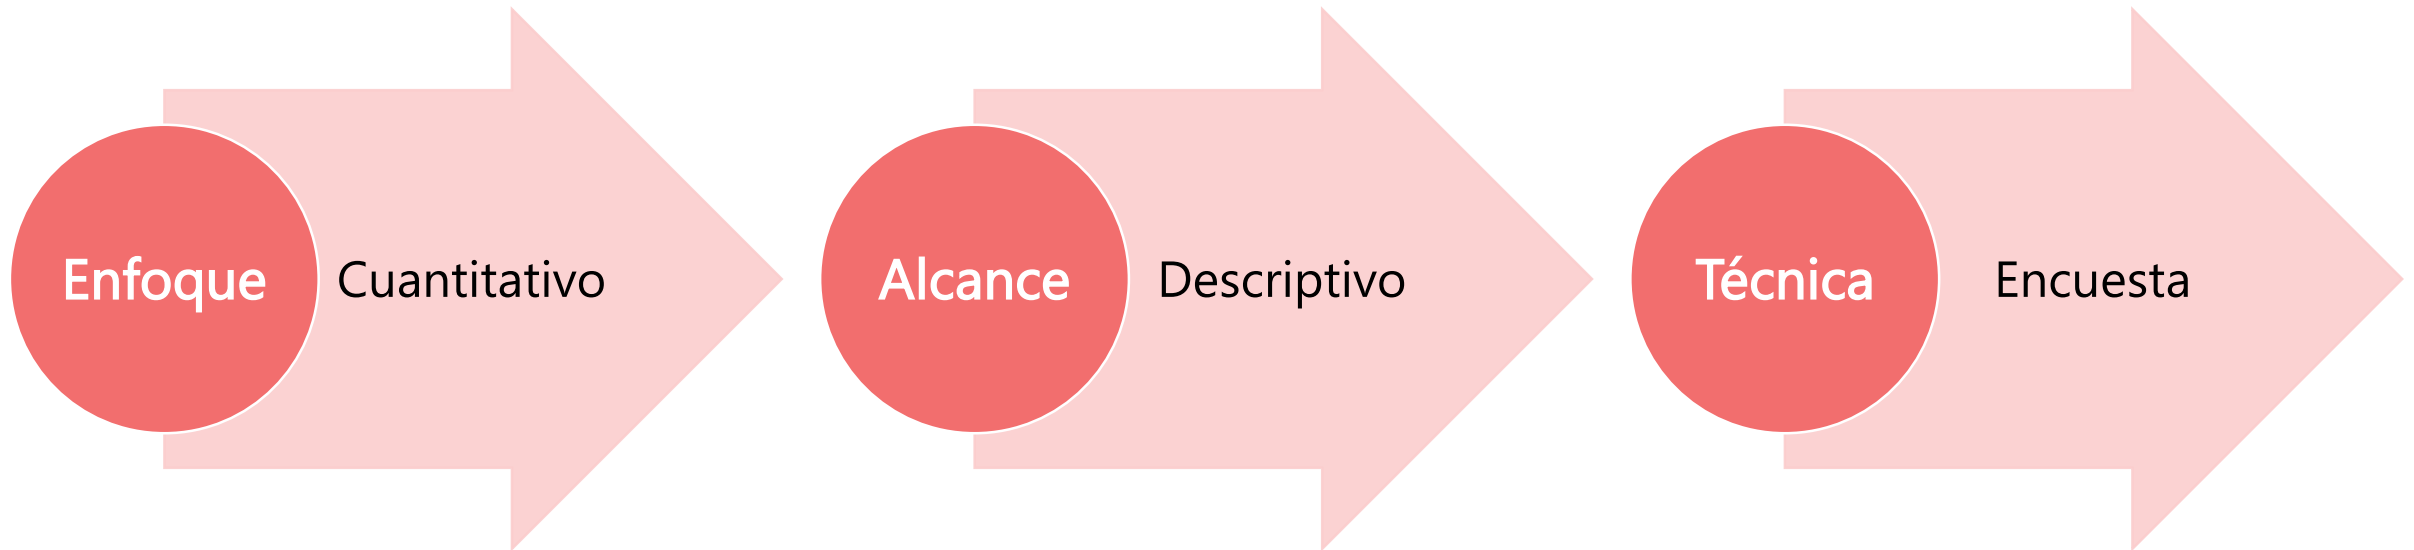 Enfoque
Cuantitativo
Alcance
Descriptivo
Técnica
Encuesta